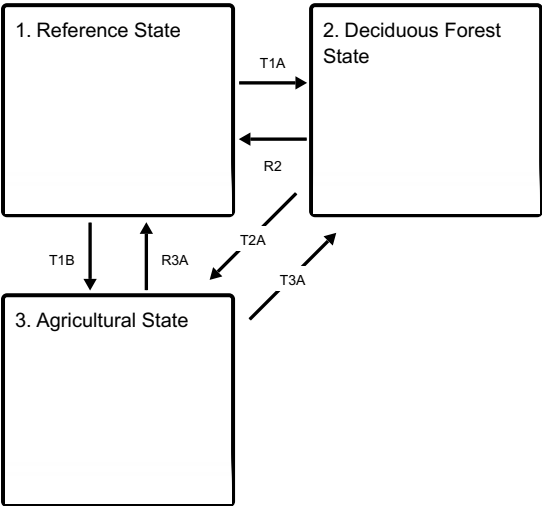 1. Reference State
2. Deciduous Forest
State
T1A
R2
T2A
T1B
R3A
T3A
3. Agricultural State